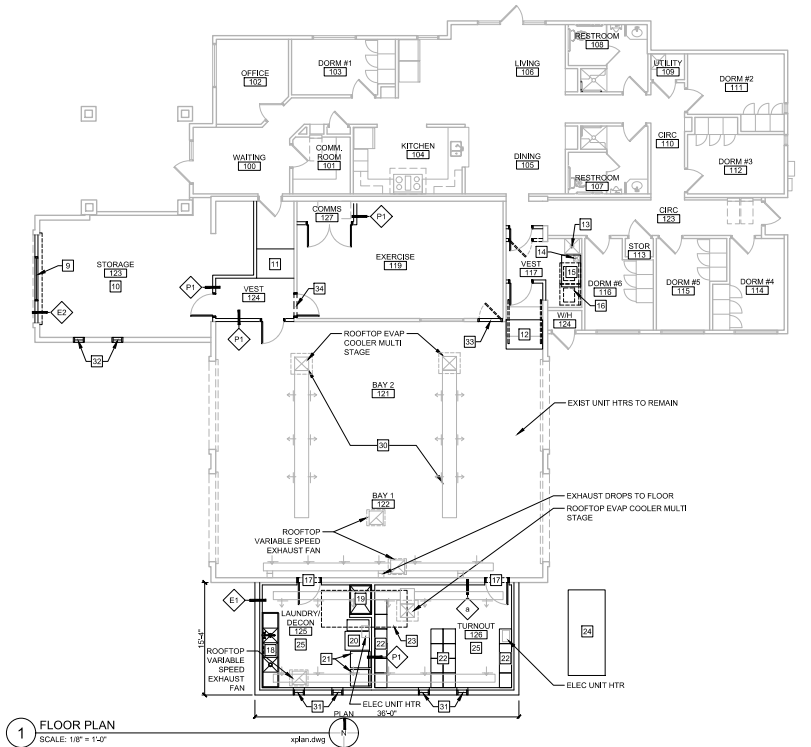 RESTROOM
108
LIVING
106
UTILITY
109
DORM #1
103
OFFICE
102
DORM #2
111
CIRC
110
COMM.
ROOM
101
KITCHEN
104
WAITING
100
DINING
105
DORM #3
112
RESTROOM
107
COMMS
127
P1
CIRC
123
13
14
STOR
113
9
STORAGE
123
10
11
EXERCISE
119
VEST
117
15
DORM #6
116
DORM #5
115
DORM #4
114
P1
VEST
124
34
16
E2
W/H
124
P1
12
33
32
ROOFTOP EVAP
COOLER MULTI
STAGE
BAY 2
121
EXIST UNIT HTRS TO REMAIN
30
BAY 1
122
EXHAUST DROPS TO FLOOR
ROOFTOP EVAP COOLER MULTI
STAGE
ROOFTOP
VARIABLE SPEED
EXHAUST FAN
17
17
E1
19
a
LAUNDRY/
DECON
125
25
TURNOUT
126
25
24
15'-4"
18
20
22
23
22
22
21
P1
ROOFTOP
VARIABLE
SPEED
EXHAUST
FAN
ELEC UNIT HTR
31
31
ELEC UNIT HTR
PLAN
36'-0"
N
1
FLOOR PLAN
SCALE: 1/8" = 1'-0"
xplan.dwg